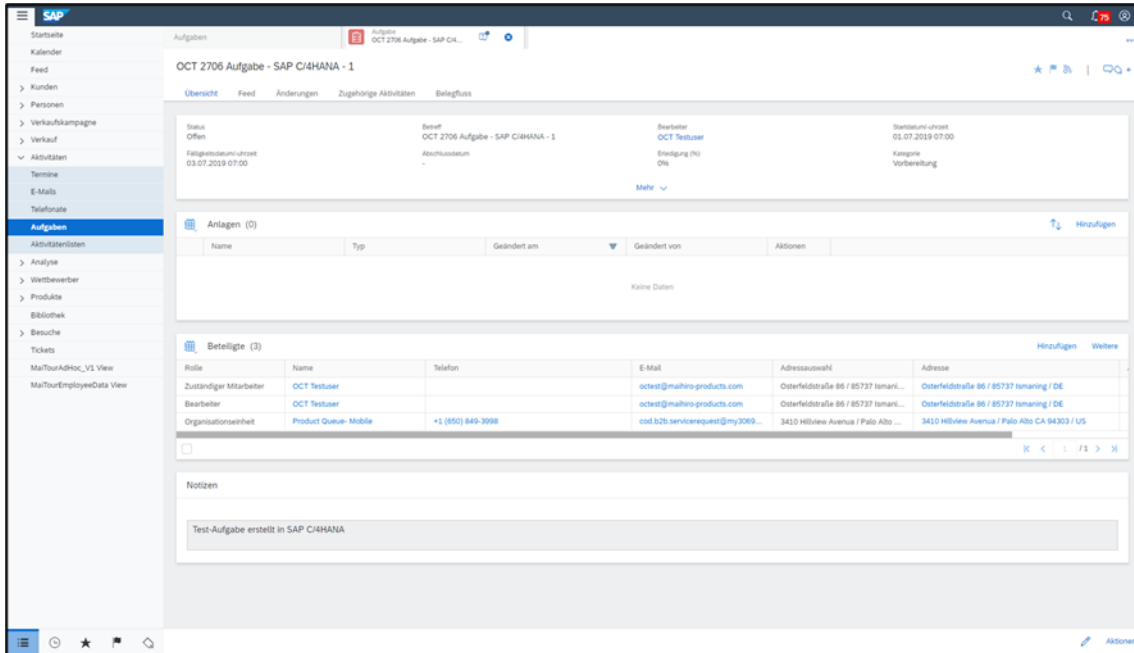 SAP
75
Startseite
Kalender
Feed
Kunden
Personen
Verkaufskampagne
Verkauf
Aktivitäten
Termine
E-Mails
Telefonate
Aufgaben
Aktivitätenlisten
Analyse
Wettbewerber
Produkte
Bibliothek
Besuche
Tickets
MaiTourAdHoc_V1 View
MaiTourEmployeeData View
Aufgaben
Aufgabe
OCT 2706 Aufgabe - SAP C/4...
OCT 2706 Aufgabe - SAP C/4HANA - 1
Übersicht Feed Änderungen Zugehörige Aktivitäten Belegfluss
Status Betreff Bearbeiter Startdatum/-uhrzeit
Offen OCT 2706 Aufgabe - SAP C/4HANA - 1 OCT Testuser 01.07.2019 07:00
Fälligkeitsdatum/-uhrzeit Abschlussdatum Erledigung (%) Kategorie
03.07.2019 07:00 - 0% Vorbereitung
Mehr
Anlagen (0) Hinzufügen
Name Typ Geändert am Geändert von Aktionen
Keine Daten
Beteiligte (3) Hinzufügen Weitere
Rolle Name Telefon E-Mail Adressauswahl Adresse
Zuständiger Mitarbeiter OCT Testuser octest@maihiro-products.com Osterfeldstraße 86 / 85737 Ismani... Osterfeldstraße 86 / 85737 Ismaning / DE
Bearbeiter OCT Testuser octest@maihiro-products.com Osterfeldstraße 86 / 85737 Ismani... Osterfeldstraße 86 / 85737 Ismaning / DE
Organisationseinheit Product Queue- Mobile +1 (650) 849-3998 cod.b2b.servicerequest@my3069... 3410 Hillview Avenua / Palo Alto ... 3410 Hillview Avenua / Palo Alto CA 94303 / US
1 /1
Notizen
Test-Aufgabe erstellt in SAP C/4HANA
Aktionen